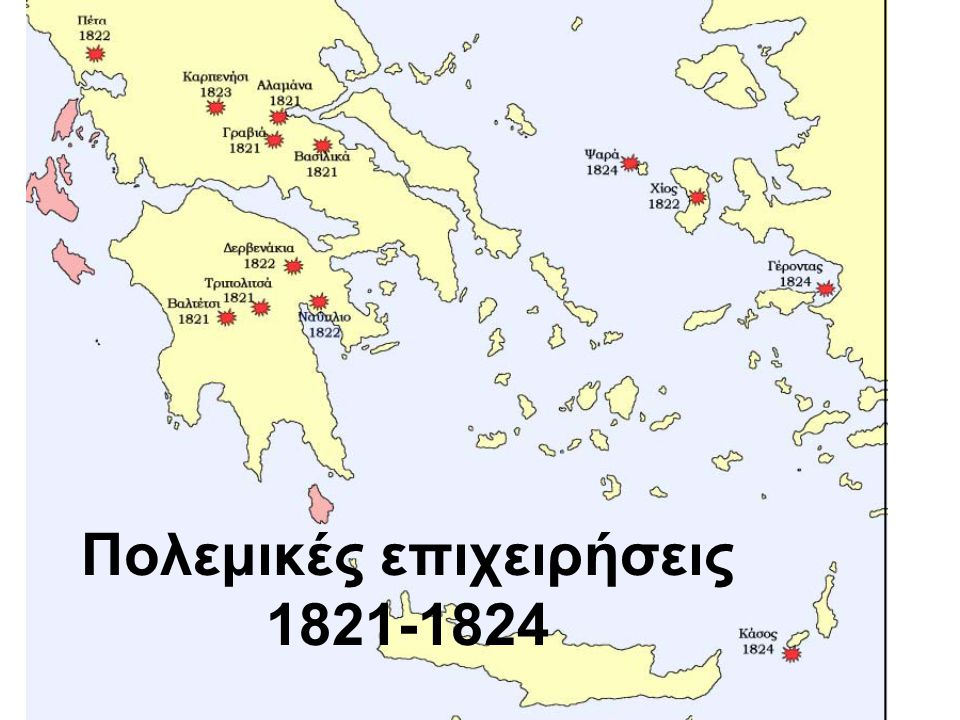 Πέτα
1822
Καρπενήσι
1823
Αλαμάνα
1821
Γραβιά
1821
Βασιλικά
1821
Ψαρά
1824
Χίος
1822
Δερβενάκια
1822
Τριπολιτσά
1821
Βαλτέτσι
1821
Ναύπλιο
1822
Γέροντας
1824
Πολεμικές επιχειρήσεις
1821-1824
Κάσος
1824